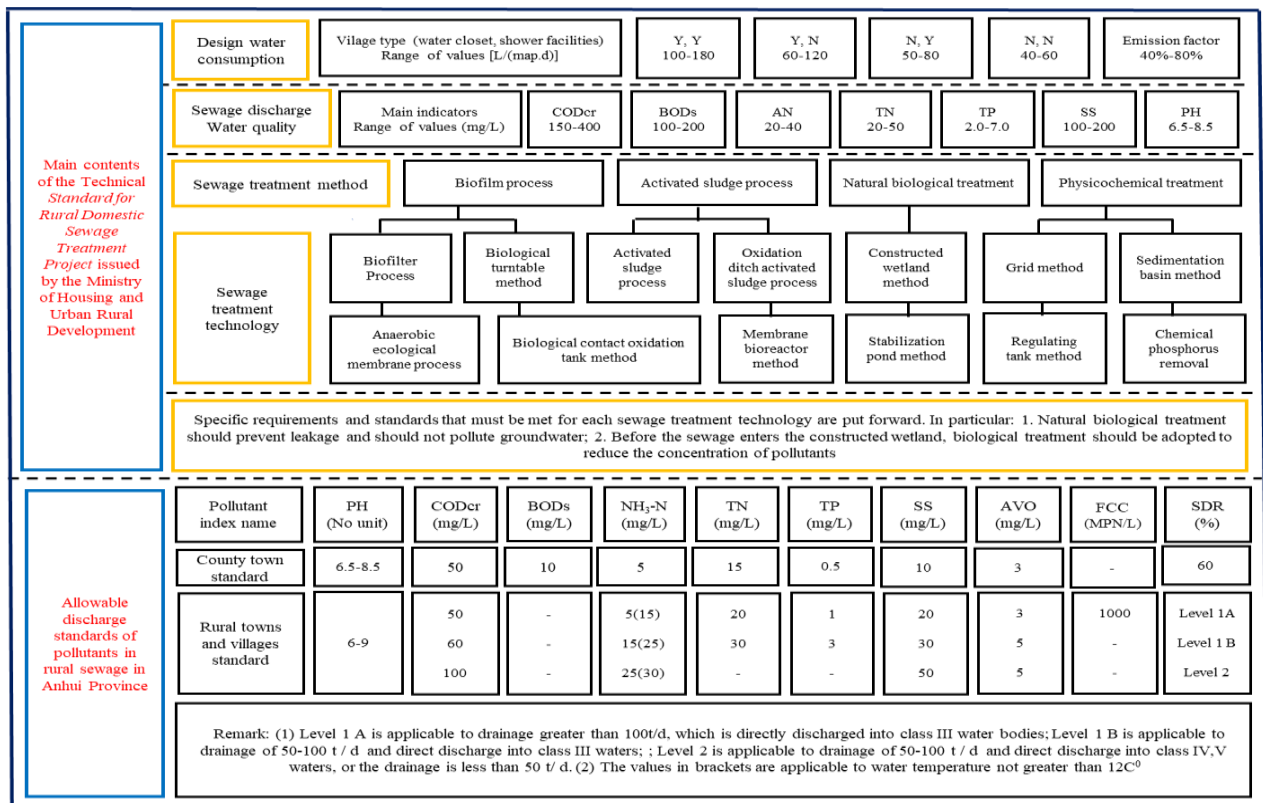 Main contents
of the Technical
Standard for
Rural Domestic
Sewage
Treatment
Project issued
by the Ministry
of Housing and
Urban Rural
Development
Design water
consumption
Vilage type (water closet, shower facilities)
Range of values [L/(map.d)]
Y, Y
100-180
Y, N
60-120
N, Y
50-80
N, N
40-60
Emission factor
40%-80%
Sewage discharge
Water quality
Main indicators
Range of values (mg/L)
CODcr
150-400
BODs
100-200
AN
20-40
TN
20-50
TP
2.0-7.0
SS
100-200
PH
6.5-8.5
Sewage treatment method
Biofilm process
Activated sludge process
Natural biological treatment
Physicochemical treatment
Sewage
treatment
technology
Biofilter
Process
Biological
turntable
method
Activated
sludge
process
Oxidation
ditch activated
sludge process
Constructed
wetland
method
Grid method
Sedimentation
basin method
Anaerobic
ecological
membrane process
Biological contact oxidation
tank method
Membrane
bioreactor
method
Stabilization
pond method
Regulating
tank method
Chemical
phosphorus
removal
Specific requirements and standards that must be met for each sewage treatment technology are put forward. In particular: 1. Natural biological treatment
should prevent leakage and should not pollute groundwater; 2. Before the sewage enters the constructed wetland, biological treatment should be adopted to
reduce the concentration of pollutants
Allowable
discharge
standards of
pollutants in
rural sewage in
Anhui Province
Pollutant
index name
PH
(No unit)
CODcr
(mg/L)
BODs
(mg/L)
NH₃-N
(mg/L)
TN
(mg/L)
TP
(mg/L)
SS
(mg/L)
AVO
(mg/L)
FCC
(MPN/L)
SDR
(%)
County town
standard
6.5-8.5
50
10
5
15
0.5
10
3
-
60
Rural towns
and villages
standard
6-9
50 - 5(15) 20 1 20 3 1000 Level 1A
60 - 15(25) 30 3 30 5 - Level 1 B
100 - 25(30) - - 50 5 - Level 2
Remark: (1) Level 1 A is applicable to drainage greater than 100t/d, which is directly discharged into class III water bodies; Level 1 B is applicable to
drainage of 50-100 t / d and direct discharge into class III waters; ; Level 2 is applicable to drainage of 50-100 t / d and direct discharge into class IV,V
waters, or the drainage is less than 50 t/ d. (2) The values in brackets are applicable to water temperature not greater than 12C⁰